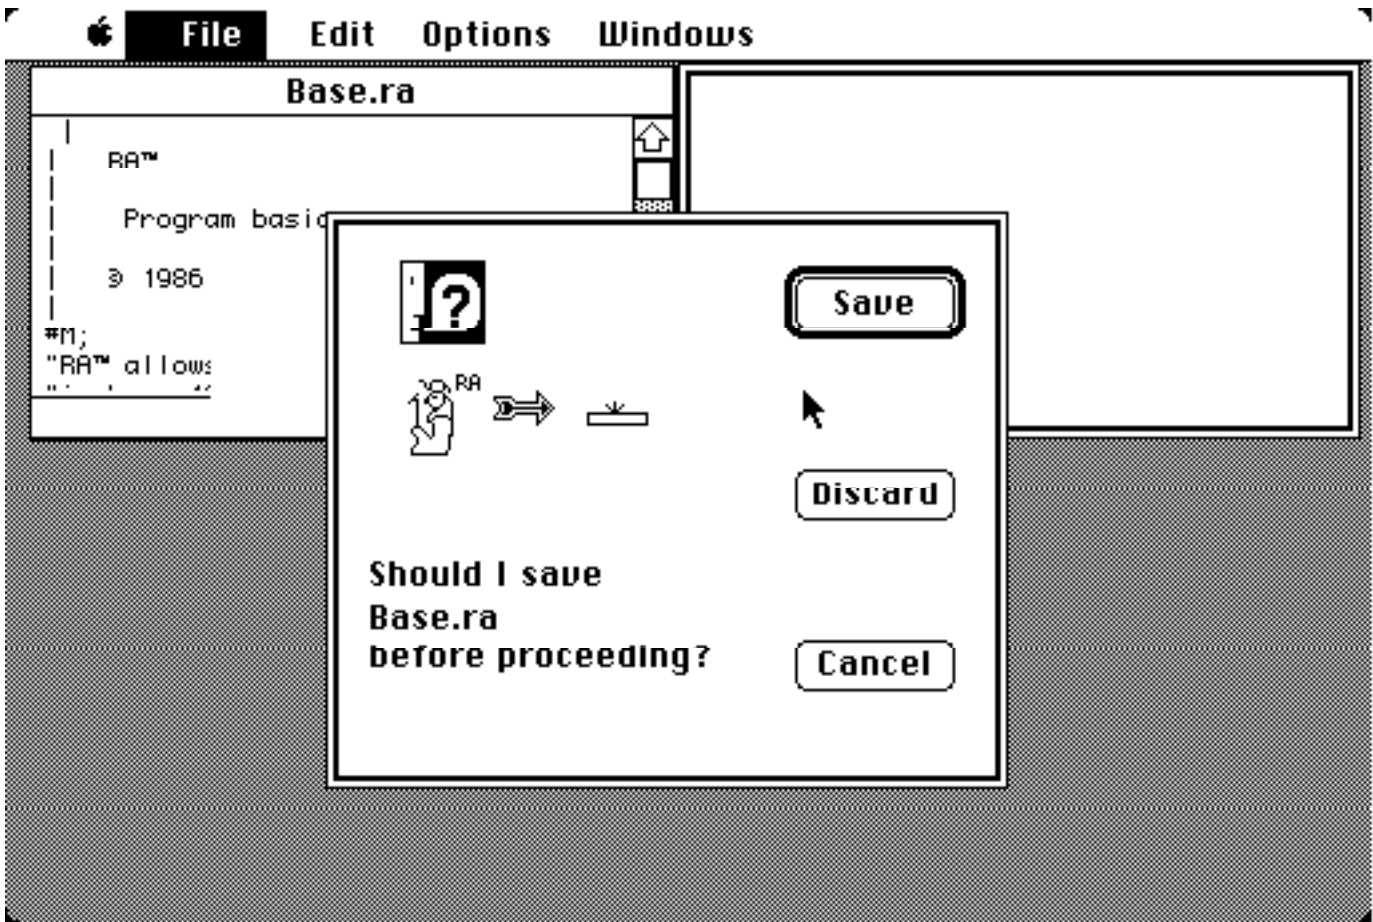 File Edit Options Windows
Base.ra
RA™
Program basic
© 1986
#M;
"RA™ allows
?
Save
RA
Discard
Should I save
Base.ra
before proceeding?
Cancel